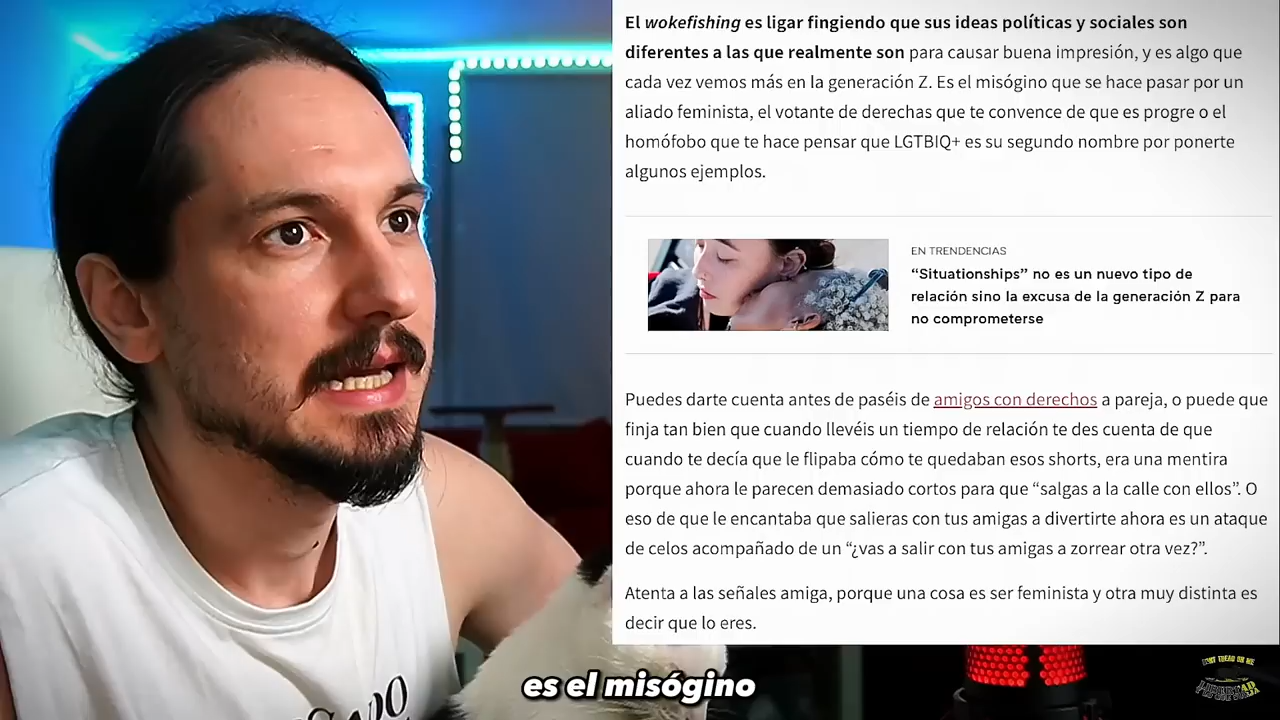 El wokefishing es ligar fingiendo que sus ideas políticas y sociales son
diferentes a las que realmente son para causar buena impresión, y es algo que
cada vez vemos más en la generación Z. Es el misógino que se hace pasar por un
aliado feminista, el votante de derechas que te convence de que es progre o el
homófobo que te hace pensar que LGTBIQ+ es su segundo nombre por ponerte
algunos ejemplos.
EN TRENDENCIAS
“Situationships” no es un nuevo tipo de
relación sino la excusa de la generación Z para
no comprometerse
Puedes darte cuenta antes de paséis de amigos con derechos a pareja, o puede que
finja tan bien que cuando llevéis un tiempo de relación te des cuenta de que
cuando te decía que le flipaba cómo te quedaban esos shorts, era una mentira
porque ahora le parecen demasiado cortos para que “salgas a la calle con ellos”. O
eso de que le encantaba que salieras con tus amigas a divertirte ahora es un ataque
de celos acompañado de un “¿vas a salir con tus amigas a zorrear otra vez?”.
Atenta a las señales amiga, porque una cosa es ser feminista y otra muy distinta es
decir que lo eres.
es el misógino